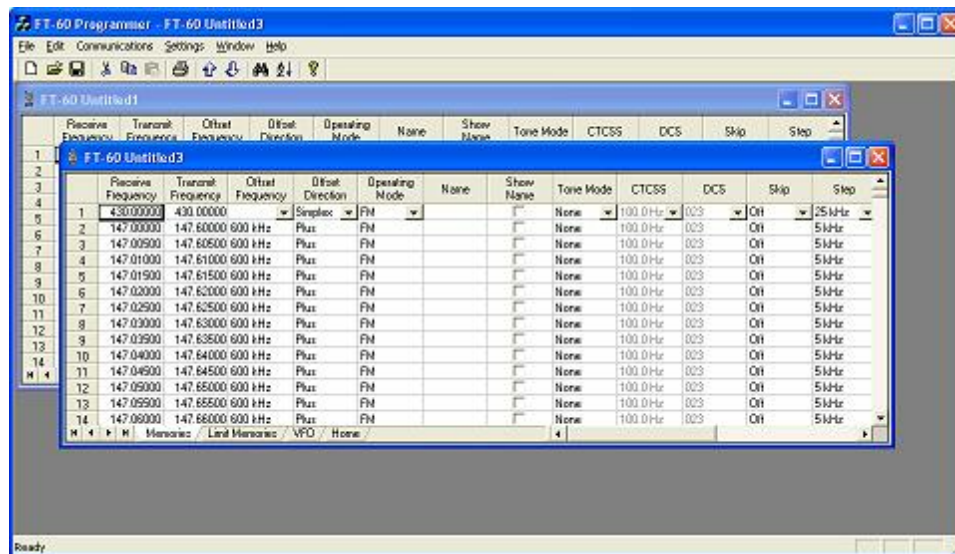 FT-60 Programmer - FT-60 Untitled3
File Edit Communications Settings Window Help
FT-60 Untitled1
Receive Frequency Transmit Frequency Offset Frequency Offset Direction Operating Mode Name Show Name Tone Mode CTCSS DCS Skip Step
1
2
3
4
5
6
7
8
9
10
11
12
13
14
FT-60 Untitled3
Receive Frequency Transmit Frequency Offset Frequency Offset Direction Operating Mode Name Show Name Tone Mode CTCSS DCS Skip Step
1 430.00000 430.00000 Simplex FM None 100.0 Hz 023 Off 25 kHz
2 147.00000 147.60000 600 kHz Plus FM None 100.0 Hz 023 Off 5 kHz
3 147.00500 147.60500 600 kHz Plus FM None 100.0 Hz 023 Off 5 kHz
4 147.01000 147.61000 600 kHz Plus FM None 100.0 Hz 023 Off 5 kHz
5 147.01500 147.61500 600 kHz Plus FM None 100.0 Hz 023 Off 5 kHz
6 147.02000 147.62000 600 kHz Plus FM None 100.0 Hz 023 Off 5 kHz
7 147.02500 147.62500 600 kHz Plus FM None 100.0 Hz 023 Off 5 kHz
8 147.03000 147.63000 600 kHz Plus FM None 100.0 Hz 023 Off 5 kHz
9 147.03500 147.63500 600 kHz Plus FM None 100.0 Hz 023 Off 5 kHz
10 147.04000 147.64000 600 kHz Plus FM None 100.0 Hz 023 Off 5 kHz
11 147.04500 147.64500 600 kHz Plus FM None 100.0 Hz 023 Off 5 kHz
12 147.05000 147.65000 600 kHz Plus FM None 100.0 Hz 023 Off 5 kHz
13 147.05500 147.65500 600 kHz Plus FM None 100.0 Hz 023 Off 5 kHz
14 147.06000 147.66000 600 kHz Plus FM None 100.0 Hz 023 Off 5 kHz
Memories Limit Memories VFO Home
Ready